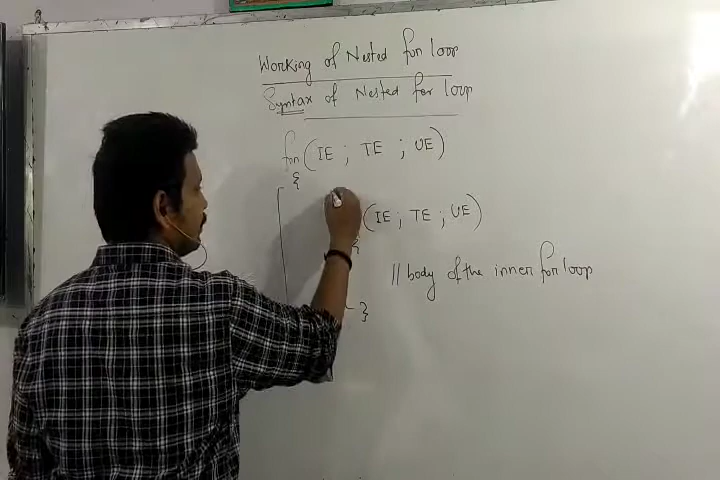 Working of Nested for loop
Syntax of Nested for loop
for (IE ; TE ; UE)
{
(IE ; TE ; UE)
{
// body of the inner for loop
}